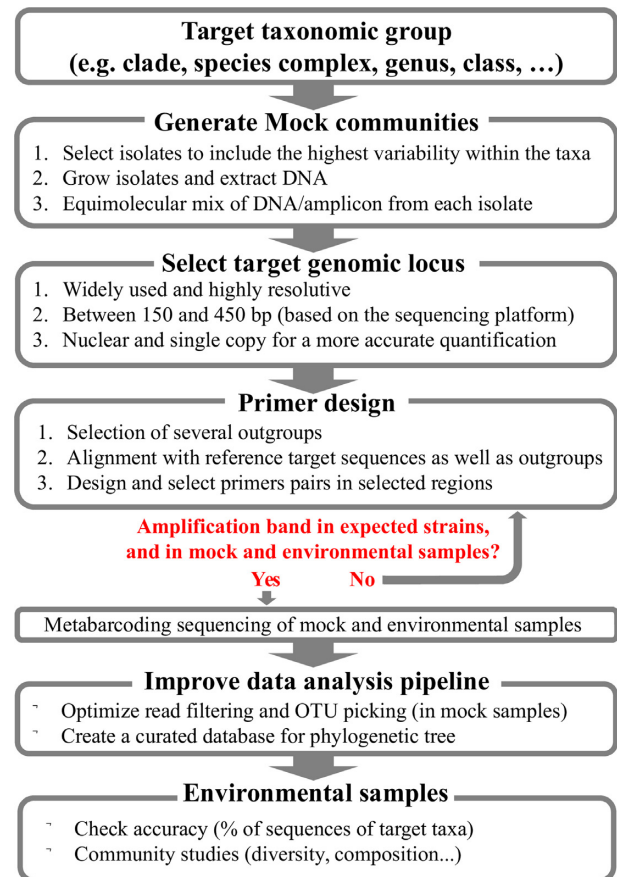 Target taxonomic group
(e.g. clade, species complex, genus, class, …)
Generate Mock communities
1. Select isolates to include the highest variability within the taxa
2. Grow isolates and extract DNA
3. Equimolecular mix of DNA/amplicon from each isolate
Select target genomic locus
1. Widely used and highly resolutive
2. Between 150 and 450 bp (based on the sequencing platform)
3. Nuclear and single copy for a more accurate quantification
Primer design
1. Selection of several outgroups
2. Alignment with reference target sequences as well as outgroups
3. Design and select primers pairs in selected regions
Amplification band in expected strains,
and in mock and environmental samples?
Yes No
Metabarcoding sequencing of mock and environmental samples
Improve data analysis pipeline
¬ Optimize read filtering and OTU picking (in mock samples)
¬ Create a curated database for phylogenetic tree
Environmental samples
¬ Check accuracy (% of sequences of target taxa)
¬ Community studies (diversity, composition...)